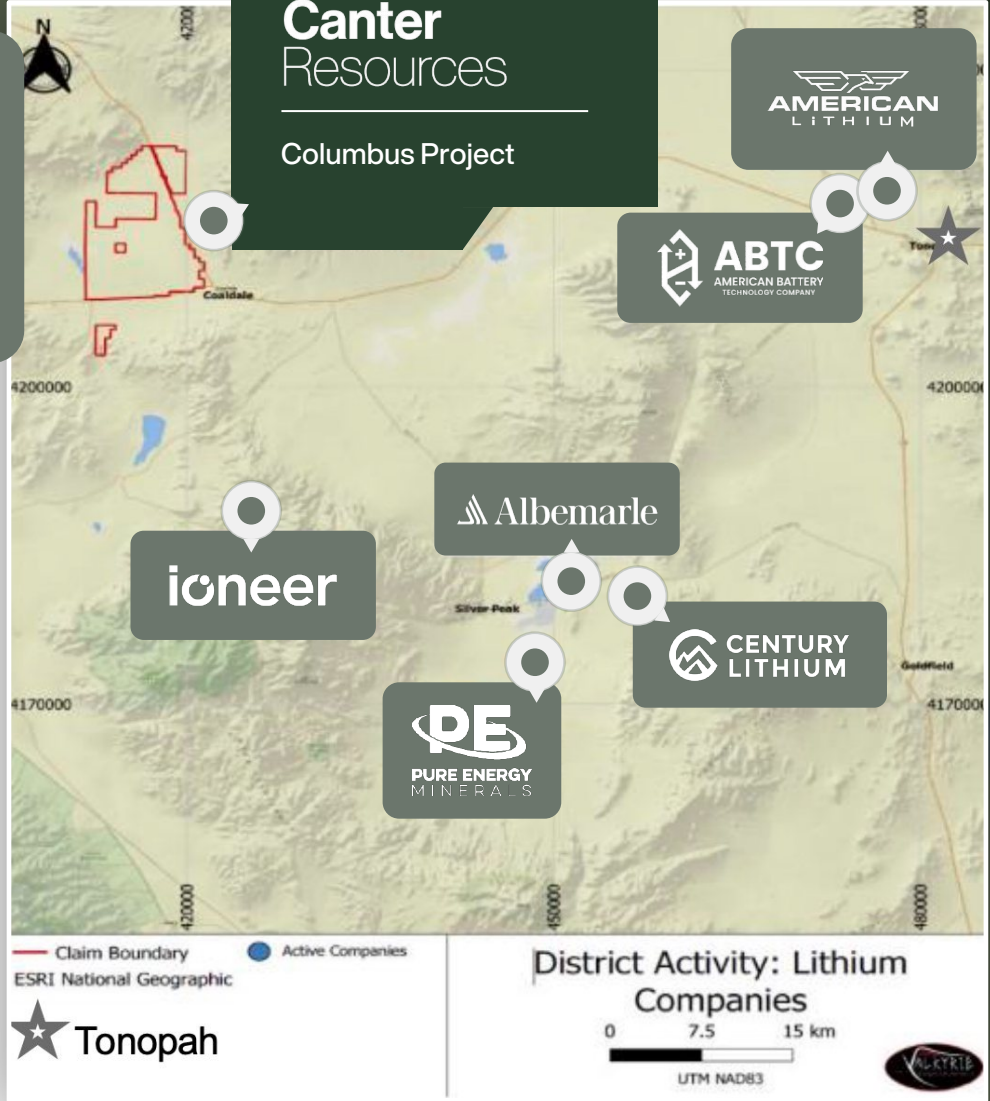 N
Canter
Resources
Columbus Project
AMERICAN
LiTHIUM
ABTC
AMERICAN BATTERY
TECHNOLOGY COMPANY
Coaldale
4200000
Albemarle
ioneer
Silver Peak
CENTURY
LITHIUM
Goldfield
4170000
4170000
PE
PURE ENERGY
MINERALS
420000
450000
480000
Claim Boundary
Active Companies
ESRI National Geographic
Tonopah
District Activity: Lithium
Companies
0 7.5 15 km
UTM NAD83
VALKYRIE